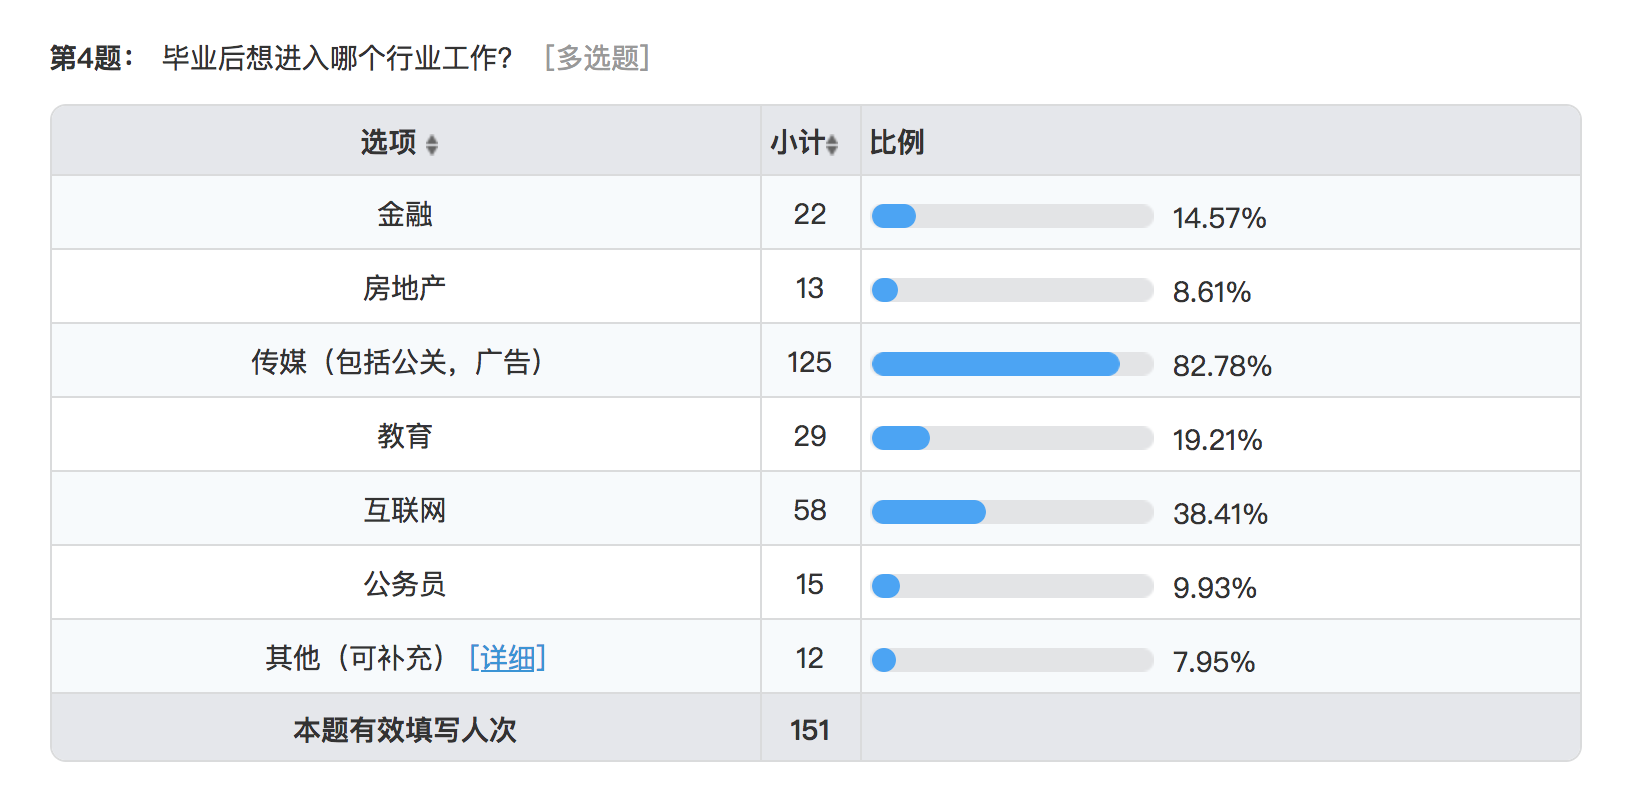 第4题： 毕业后想进入哪个行业工作? [多选题]
选项 小计 比例
金融 22 14.57%
房地产 13 8.61%
传媒（包括公关，广告） 125 82.78%
教育 29 19.21%
互联网 58 38.41%
公务员 15 9.93%
其他（可补充） [详细] 12 7.95%
本题有效填写人次 151